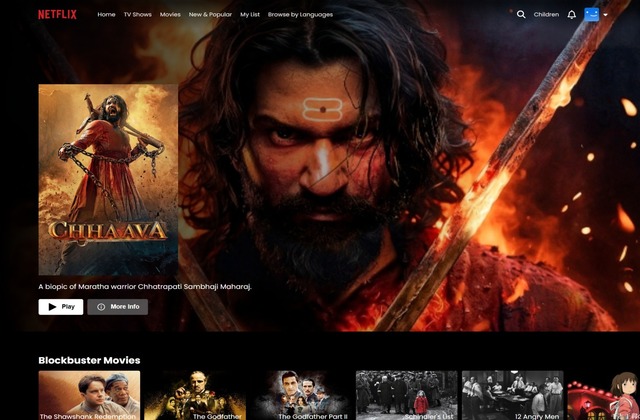 NETFLIX
Home TV Shows Movies New & Popular My List Browse by Languages
Children
CHHAAVA
A biopic of Maratha warrior Chhatrapati Sambhaji Maharaj.
Play More Info
Blockbuster Movies
The Shawshank Redemption The Godfather The Godfather Part II Schindler's List 12 Angry Men